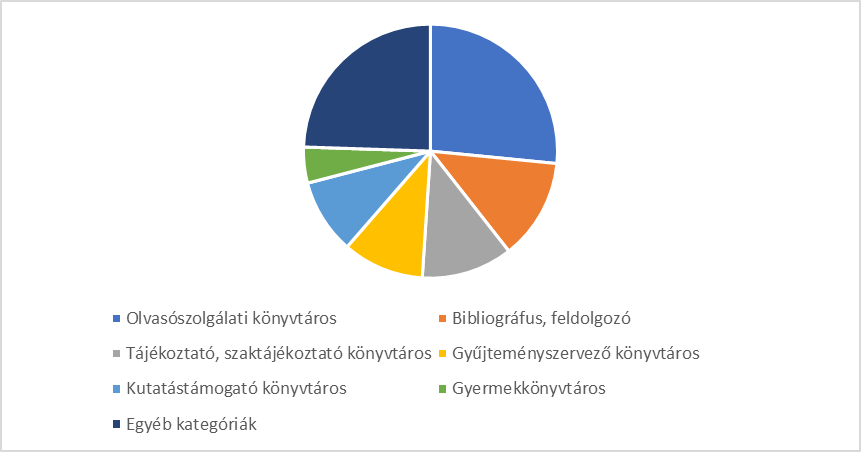 Olvasószolgálati könyvtáros
Bibliográfus, feldolgozó
Tájékoztató, szaktájékoztató könyvtáros
Gyűjteményszervező könyvtáros
Kutatástámogató könyvtáros
Gyermekkönyvtáros
Egyéb kategóriák